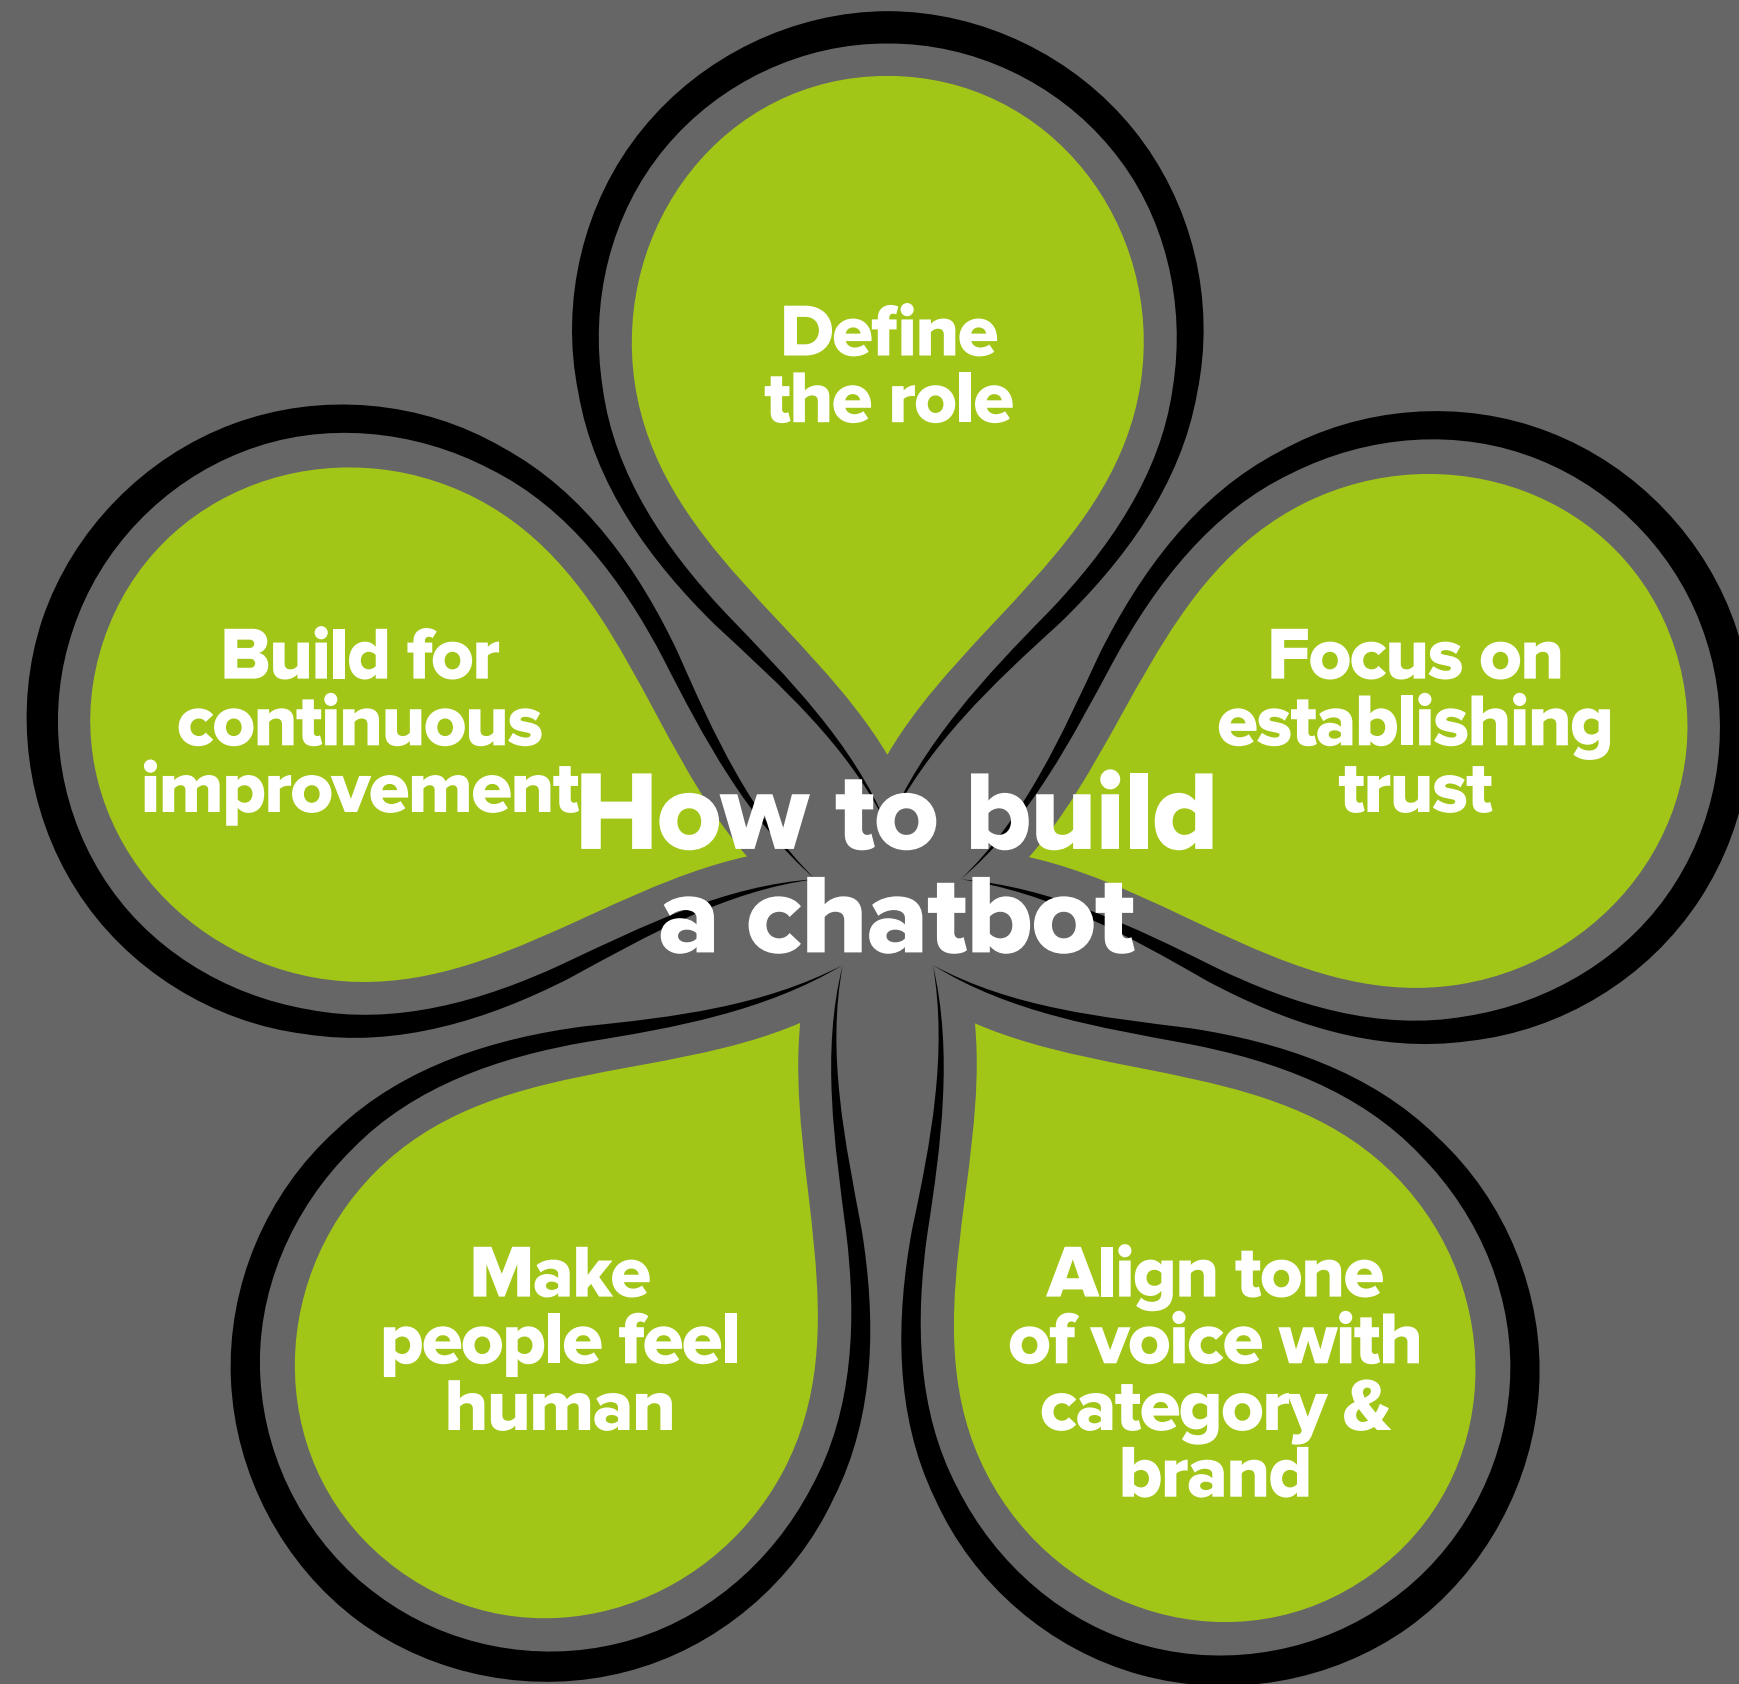 Define
the role
Focus on
establishing
trust
Align tone
of voice with
category &
brand
Make
people feel
human
Build for
continuous
improvement
How to build
a chatbot